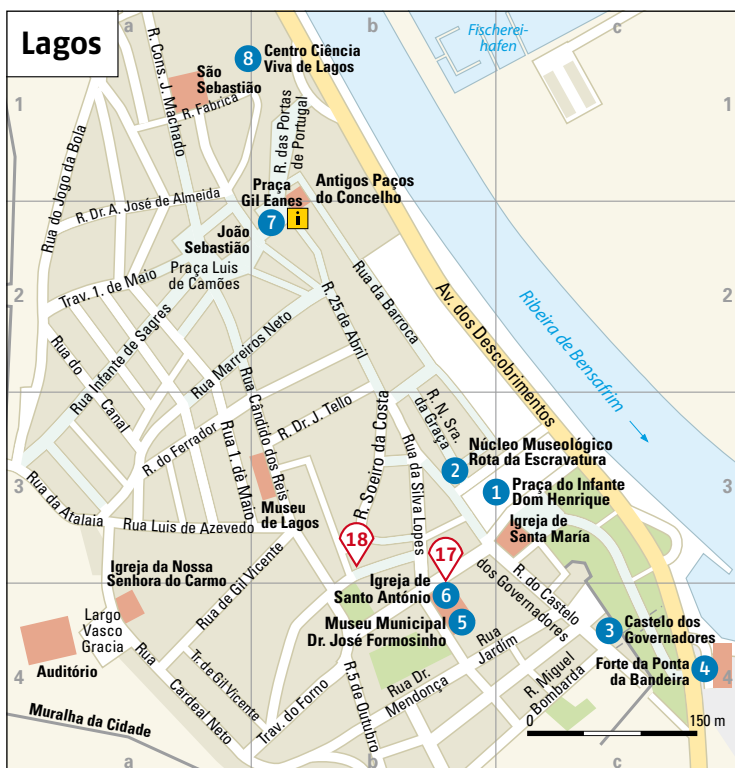 Lagos
a
b
c
1
1
2
2
3
3
4
4
a
b
c
Fischerei-
hafen
8
Centro Ciência
Viva de Lagos
R. Cons. J. Machado
São
Sebastião
R. Fabrica
R. das Portas
de Portugal
Rua do Jogo da Bola
R. Dr. A. José de Almeida
Praça
Gil Eanes
Antigos Paços
do Concelho
7
i
João
Sebastião
Praça Luis
de Camões
Trav. 1. de Maio
R. 25 de Abril
Rua da Barroca
Av. dos Descobrimentos
Ribeira de Bensafrim
Rua Infante de Sagres
Rua Marreiros Neto
Rua do
Canal
R. do Ferrador
Rua Cândido dos Reis
Rua 1. dé Maio
R. Dr. J. Tello
R. Soeiro da Costa
Rua da Silva Lopes
R. N. Sra.
da Graça
Núcleo Museológico
Rota da Escravatura
2
1
Praça do Infante
Dom Henrique
Rua da Atalaia
Rua Luis de Azevedo
Museu
de Lagos
Igreja de
Santa María
18
17
Igreja da Nossa
Senhora do Carmo
Rua de Gil Vicente
Igreja de
Santo António
6
R. do Castelo
dos Governadores
Largo
Vasco
Gracia
Museu Municipal
Dr. José Formosinho
5
Rua
Jardim
3
Castelo dos
Governadores
Auditório
Rua
Cardeal Neto
Tr. de Gil Vicente
Trav. do Forno
R. 5 de Outubro
Rua Dr.
Mendonça
R. Miguel
Bombarda
Forte da Ponta
da Bandeira
4
Muralha da Cidade
0
150 m